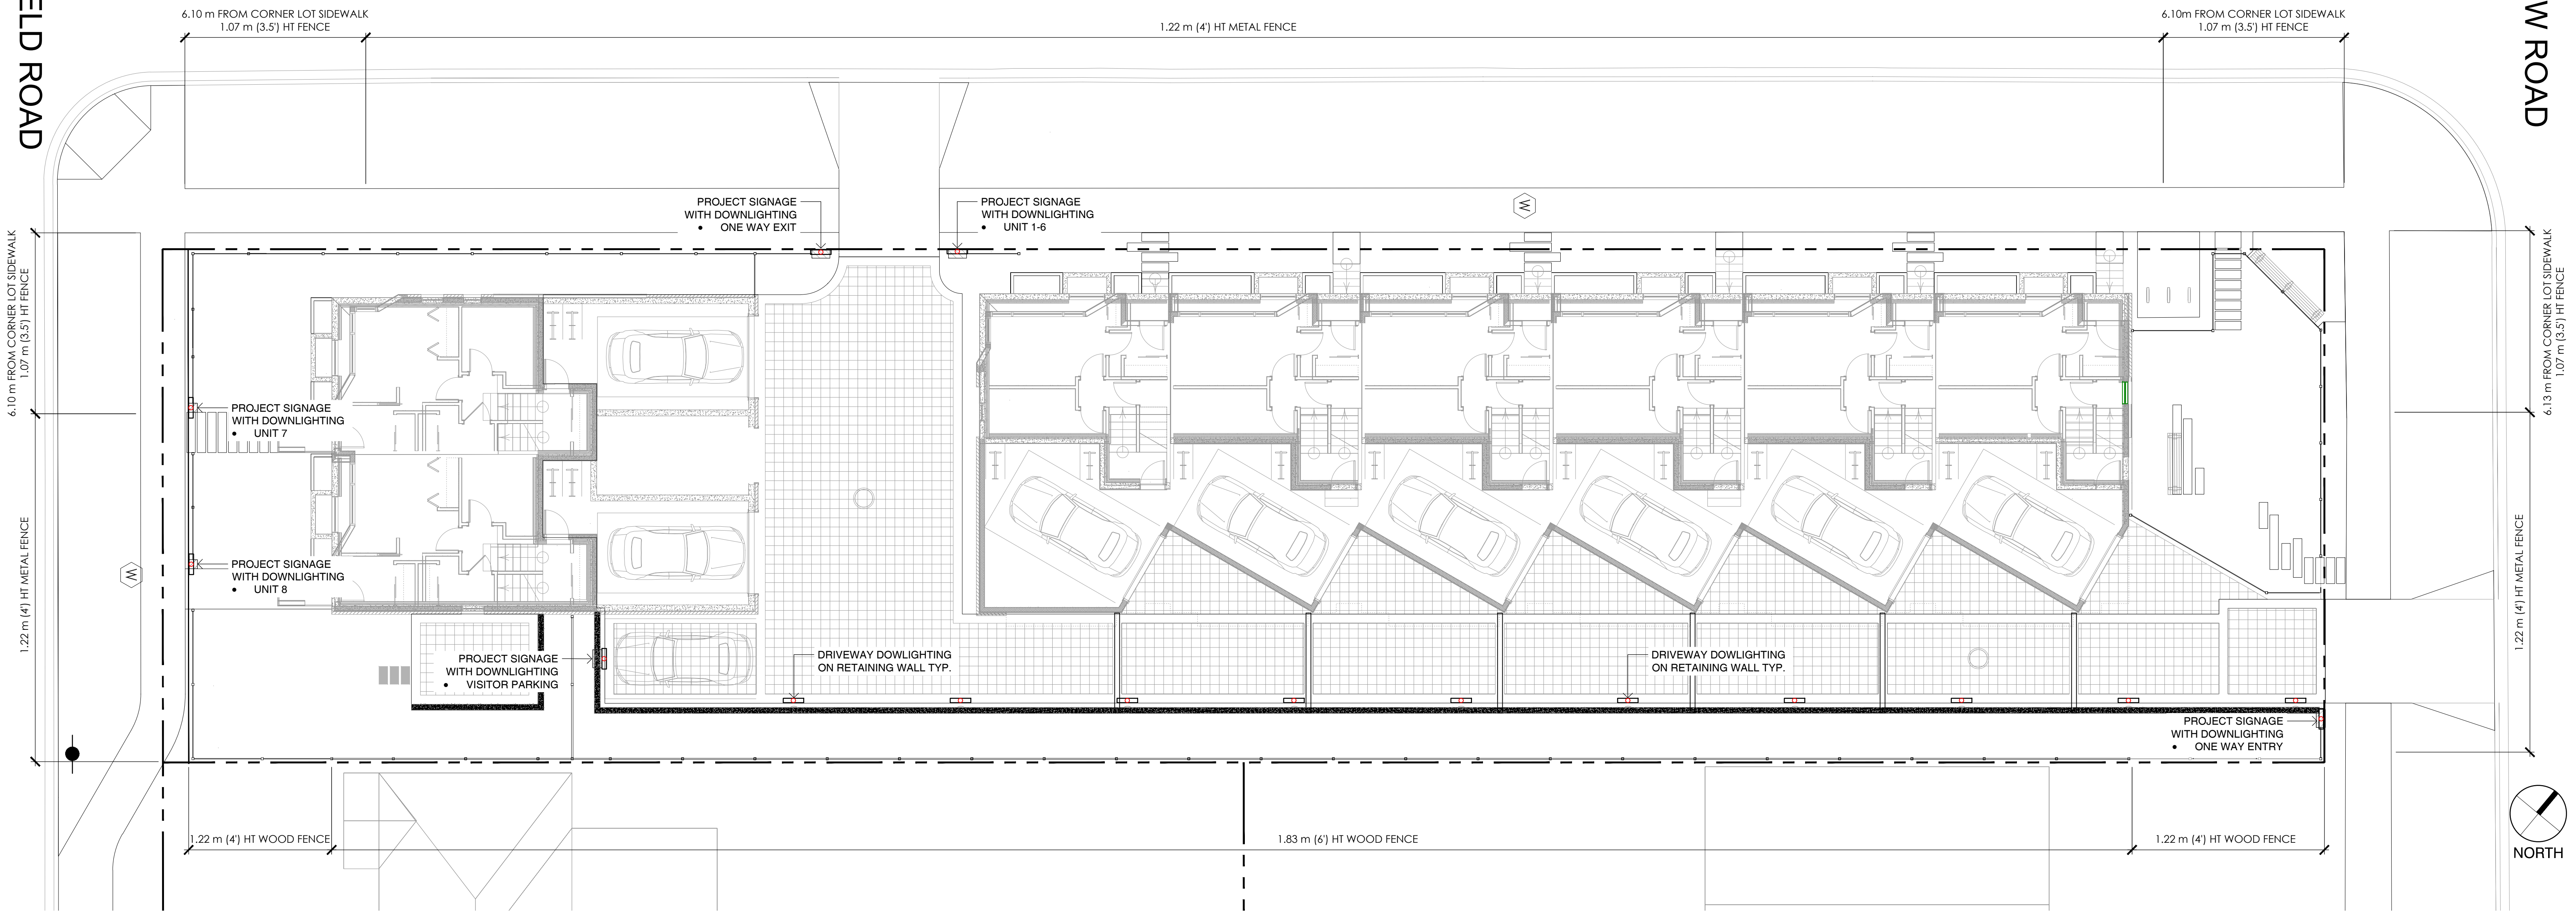 6.10 m FROM CORNER LOT SIDEWALK
1.07 m (3.5') HT FENCE
1.22 m (4') HT METAL FENCE
6.10m FROM CORNER LOT SIDEWALK
1.07 m (3.5') HT FENCE
ELD ROAD
W ROAD
PROJECT SIGNAGE
WITH DOWNLIGHTING
• ONE WAY EXIT
PROJECT SIGNAGE
WITH DOWNLIGHTING
• UNIT 1-6
W
6.10 m FROM CORNER LOT SIDEWALK
1.07 m (3.5') HT FENCE
6.13 m FROM CORNER LOT SIDEWALK
1.07 m (3.5') HT FENCE
PROJECT SIGNAGE
WITH DOWNLIGHTING
• UNIT 7
1.22 m (4') HT METAL FENCE
W
PROJECT SIGNAGE
WITH DOWNLIGHTING
• UNIT 8
1.22 m (4') HT METAL FENCE
PROJECT SIGNAGE
WITH DOWNLIGHTING
• VISITOR PARKING
DRIVEWAY DOWLIGHTING
ON RETAINING WALL TYP.
DRIVEWAY DOWLIGHTING
ON RETAINING WALL TYP.
PROJECT SIGNAGE
WITH DOWNLIGHTING
• ONE WAY ENTRY
1.22 m (4') HT WOOD FENCE
1.83 m (6') HT WOOD FENCE
1.22 m (4') HT WOOD FENCE
NORTH